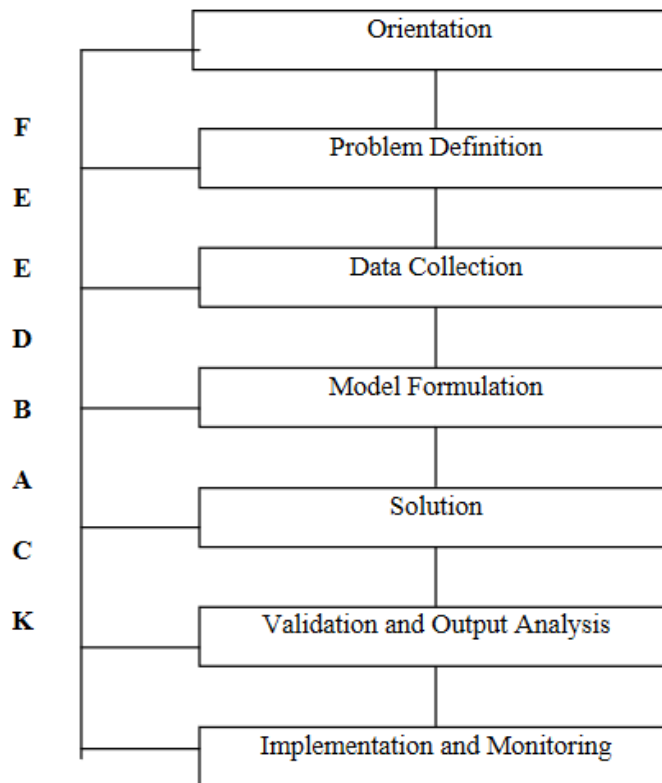 Orientation
F
Problem Definition
E
E
Data Collection
D
Model Formulation
B
A
Solution
C
K
Validation and Output Analysis
Implementation and Monitoring